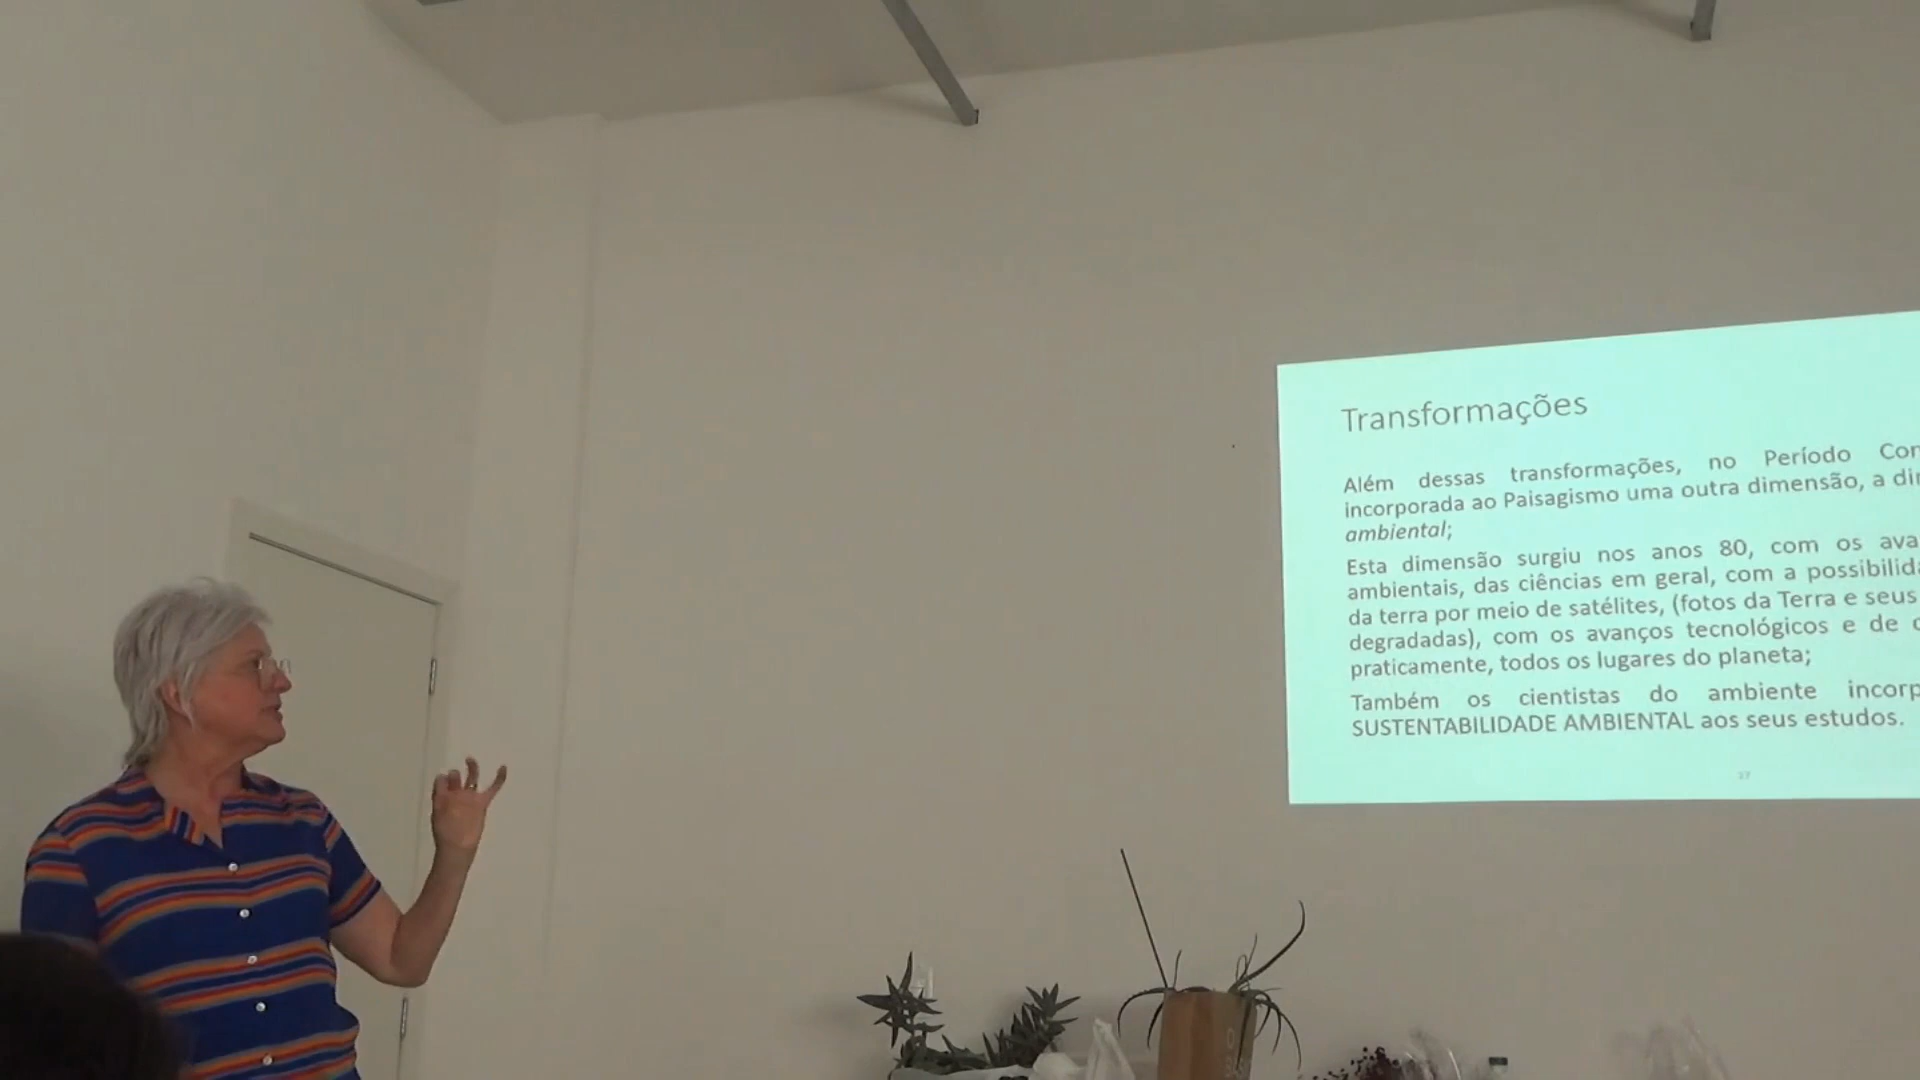 Transformações
Além dessas transformações, no Período
incorporada ao Paisagismo uma outra dimensão, a
ambiental;
Esta dimensão surgiu nos anos 80, com os
ambientais, das ciências em geral, com a
da terra por meio de satélites, (fotos da Terra e seus
degradadas), com os avanços tecnológicos e de
praticamente, todos os lugares do planeta;
Também os cientistas do ambiente
SUSTENTABILIDADE AMBIENTAL aos seus estudos.